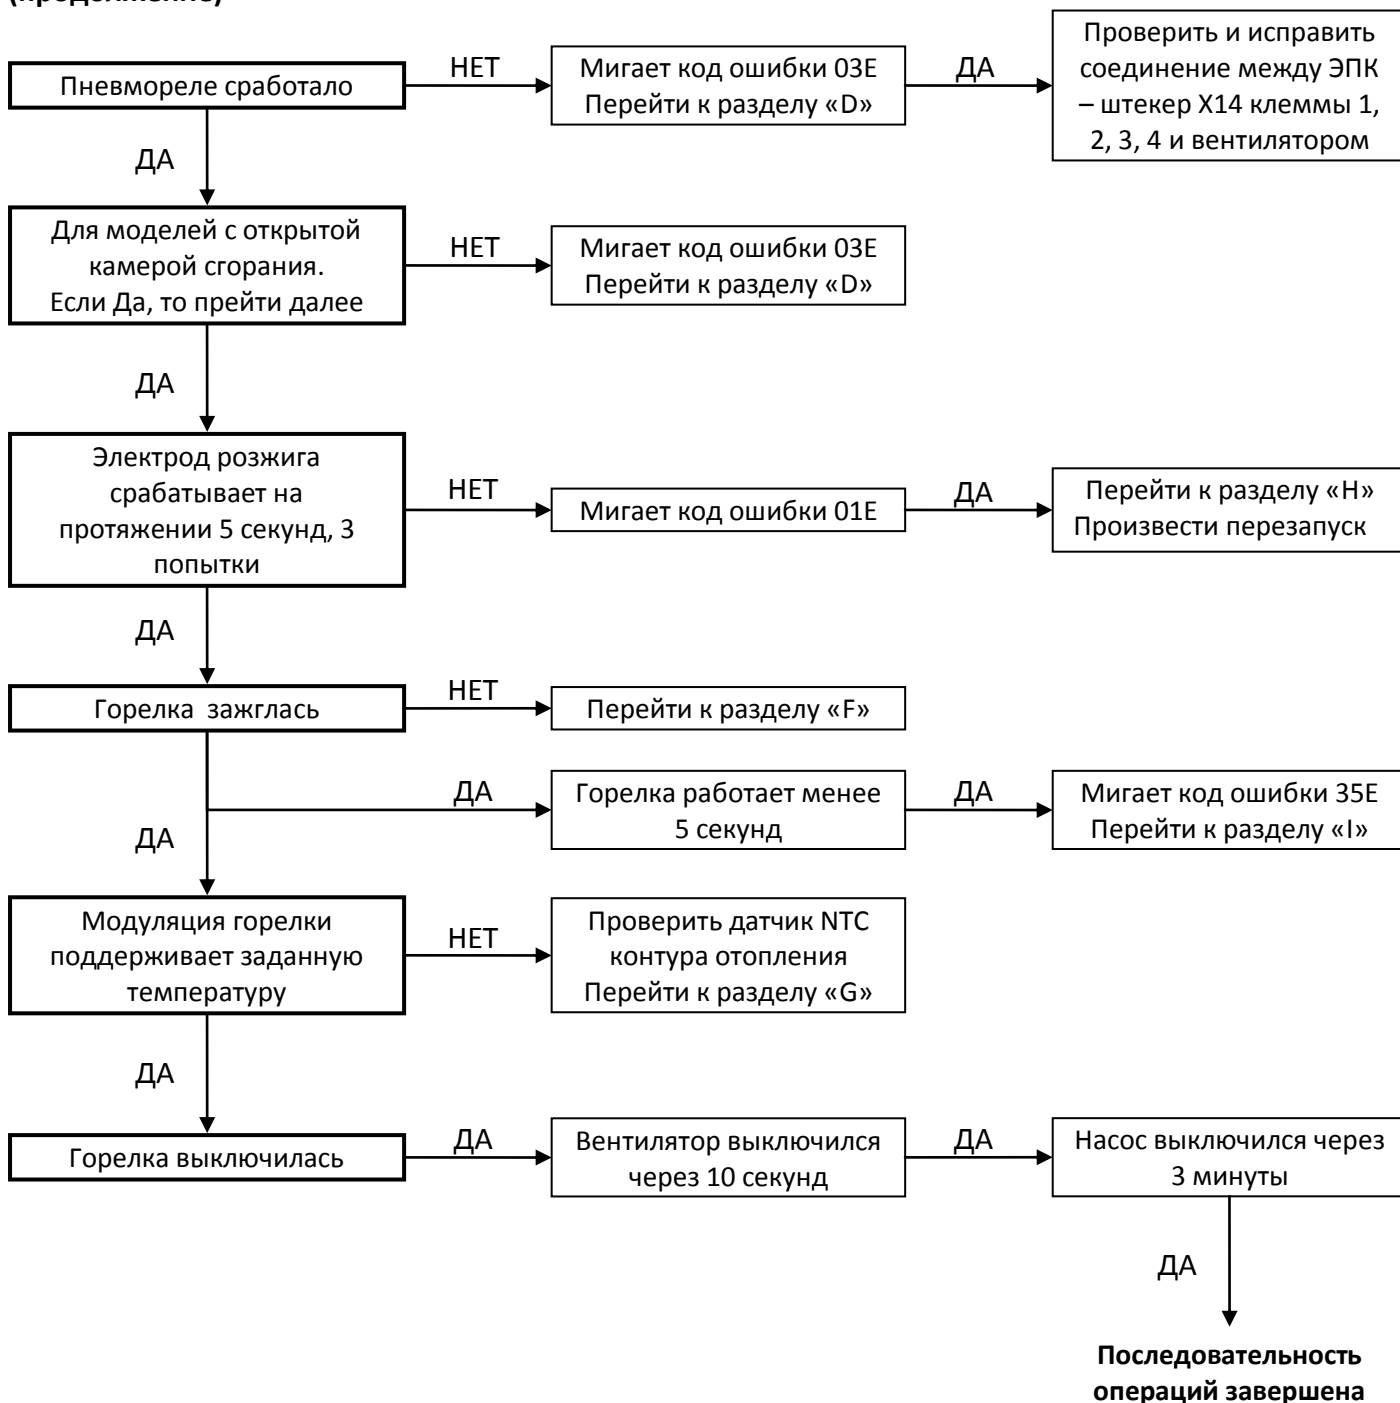 (продолжение)
Пневмореле сработало
НЕТ
Мигает код ошибки 03E
Перейти к разделу «D»
ДА
Проверить и исправить
соединение между ЭПК
– штекер X14 клеммы 1,
2, 3, 4 и вентилятором
ДА
Для моделей с открытой
камерой сгорания.
Если Да, то прейти далее
НЕТ
Мигает код ошибки 03E
Перейти к разделу «D»
ДА
Электрод розжига
срабатывает на
протяжении 5 секунд, 3
попытки
НЕТ
Мигает код ошибки 01E
ДА
Перейти к разделу «H»
Произвести перезапуск
ДА
Горелка зажглась
НЕТ
Перейти к разделу «F»
ДА
Горелка работает менее
5 секунд
ДА
Мигает код ошибки 35E
Перейти к разделу «I»
ДА
Модуляция горелки
поддерживает заданную
температуру
НЕТ
Проверить датчик NTC
контура отопления
Перейти к разделу «G»
ДА
Горелка выключилась
ДА
Вентилятор выключился
через 10 секунд
ДА
Насос выключился через
3 минуты
ДА
Последовательность
операций завершена